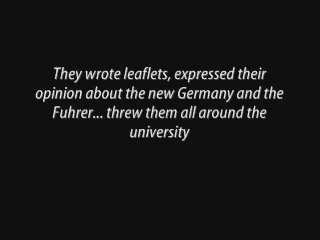 They wrote leaflets, expressed their
opinion about the new Germany and the
Fuhrer... threw them all around the
university